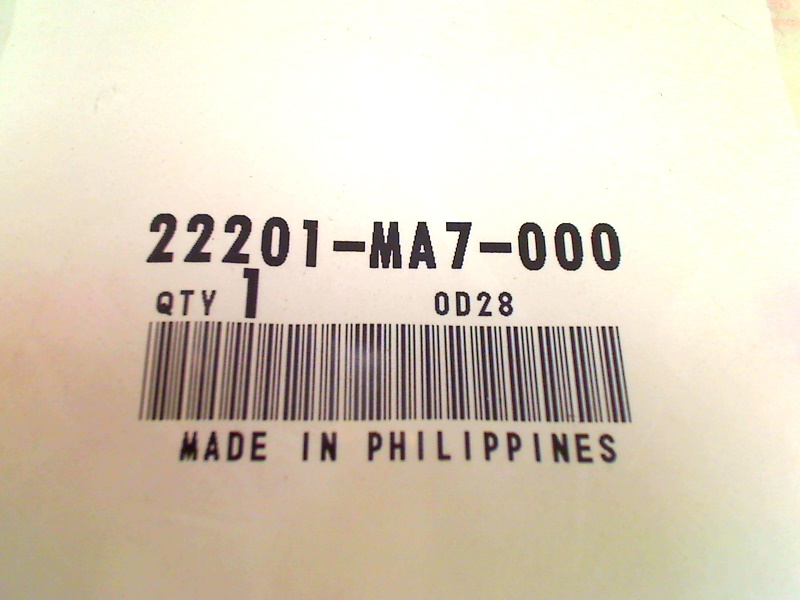 22201-MA7-000
QTY 1 0D28
MADE IN PHILIPPINES